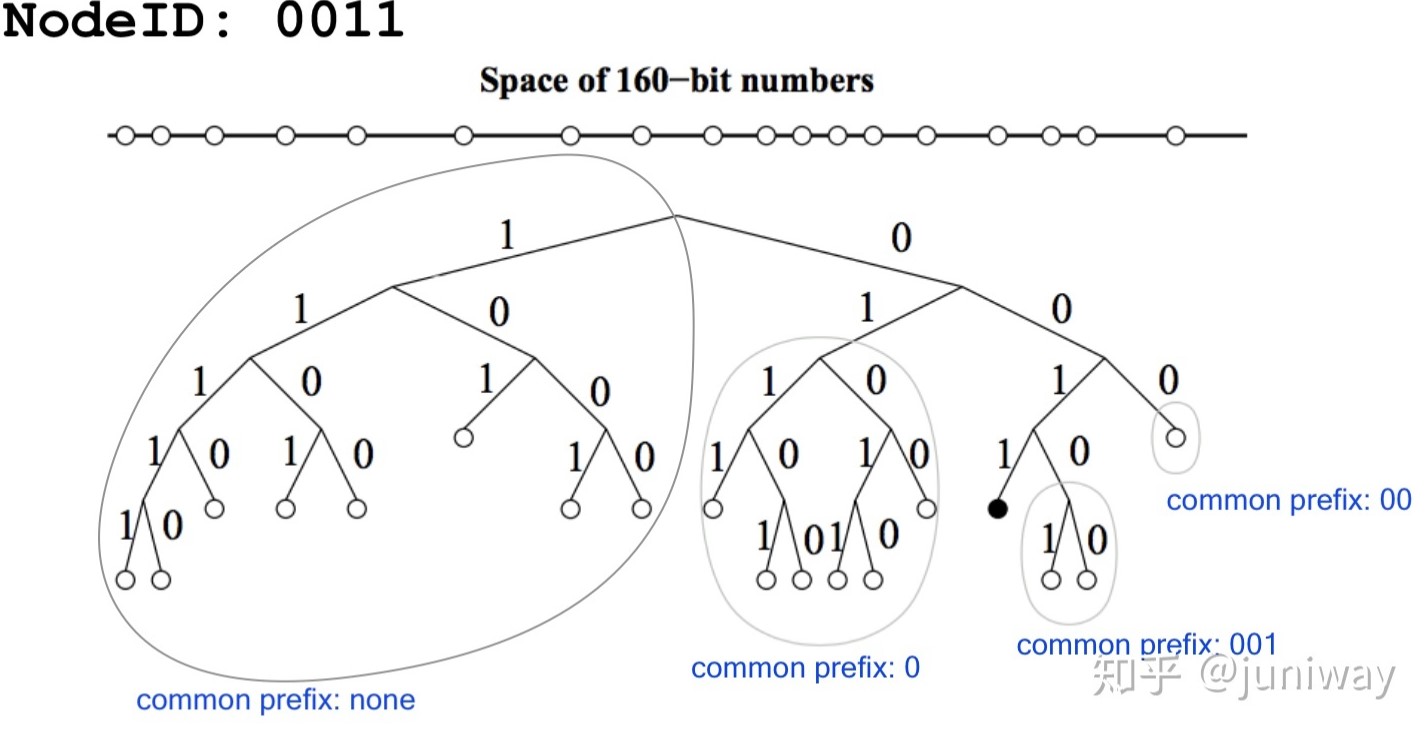 NodeID: 0011
Space of 160-bit numbers
1 0
1 0 1 0
1 0 1 0 1 0 1 0
1 0 1 0 1 0 1 0 1 0 1 0
1 0 1 0 1 0 1 0
common prefix: 00
common prefix: 001
common prefix: 0
知乎 @juniway
common prefix: none